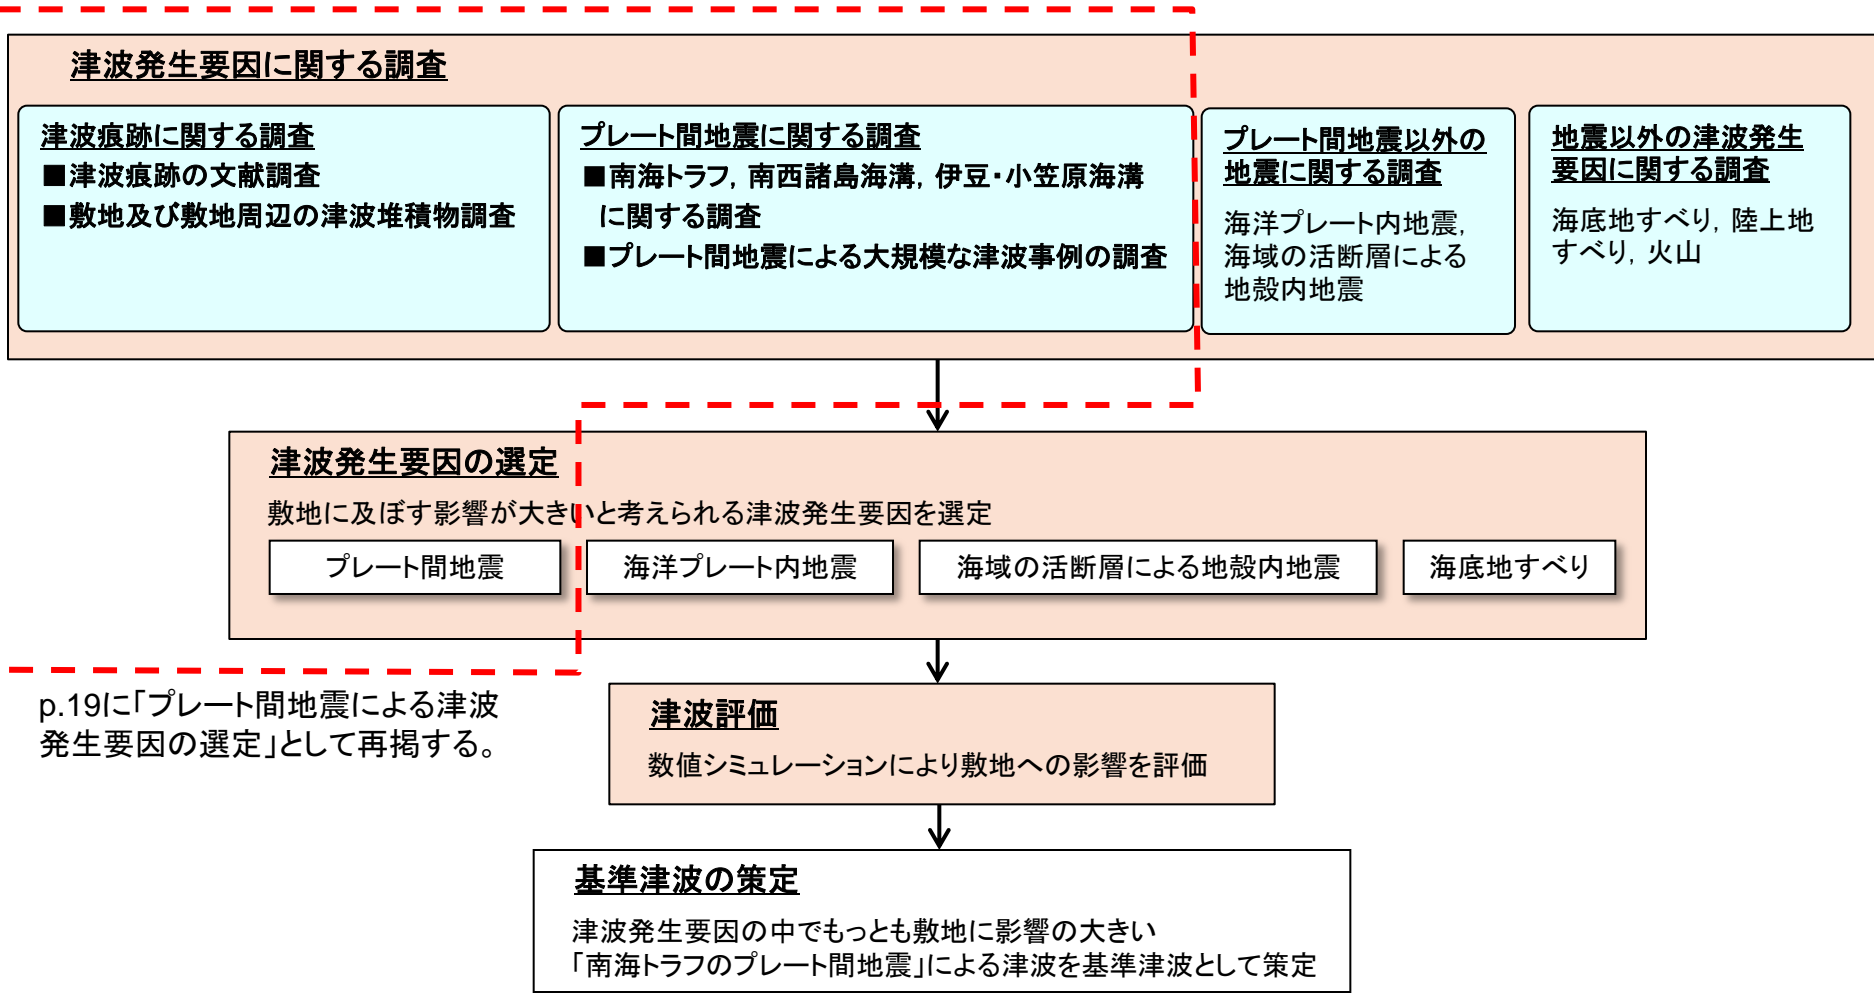 津波発生要因に関する調査
津波痕跡に関する調査
■津波痕跡の文献調査
■敷地及び敷地周辺の津波堆積物調査
プレート間地震に関する調査
■南海トラフ，南西諸島海溝，伊豆・小笠原海溝
に関する調査
■プレート間地震による大規模な津波事例の調査
プレート間地震以外の
地震に関する調査
海洋プレート内地震，
海域の活断層による
地殻内地震
地震以外の津波発生
要因に関する調査
海底地すべり，陸上地
すべり，火山
津波発生要因の選定
敷地に及ぼす影響が大きいと考えられる津波発生要因を選定
プレート間地震
海洋プレート内地震
海域の活断層による地殻内地震
海底地すべり
p.19に「プレート間地震による津波
発生要因の選定」として再掲する。
津波評価
数値シミュレーションにより敷地への影響を評価
基準津波の策定
津波発生要因の中でもっとも敷地に影響の大きい
「南海トラフのプレート間地震」による津波を基準津波として策定